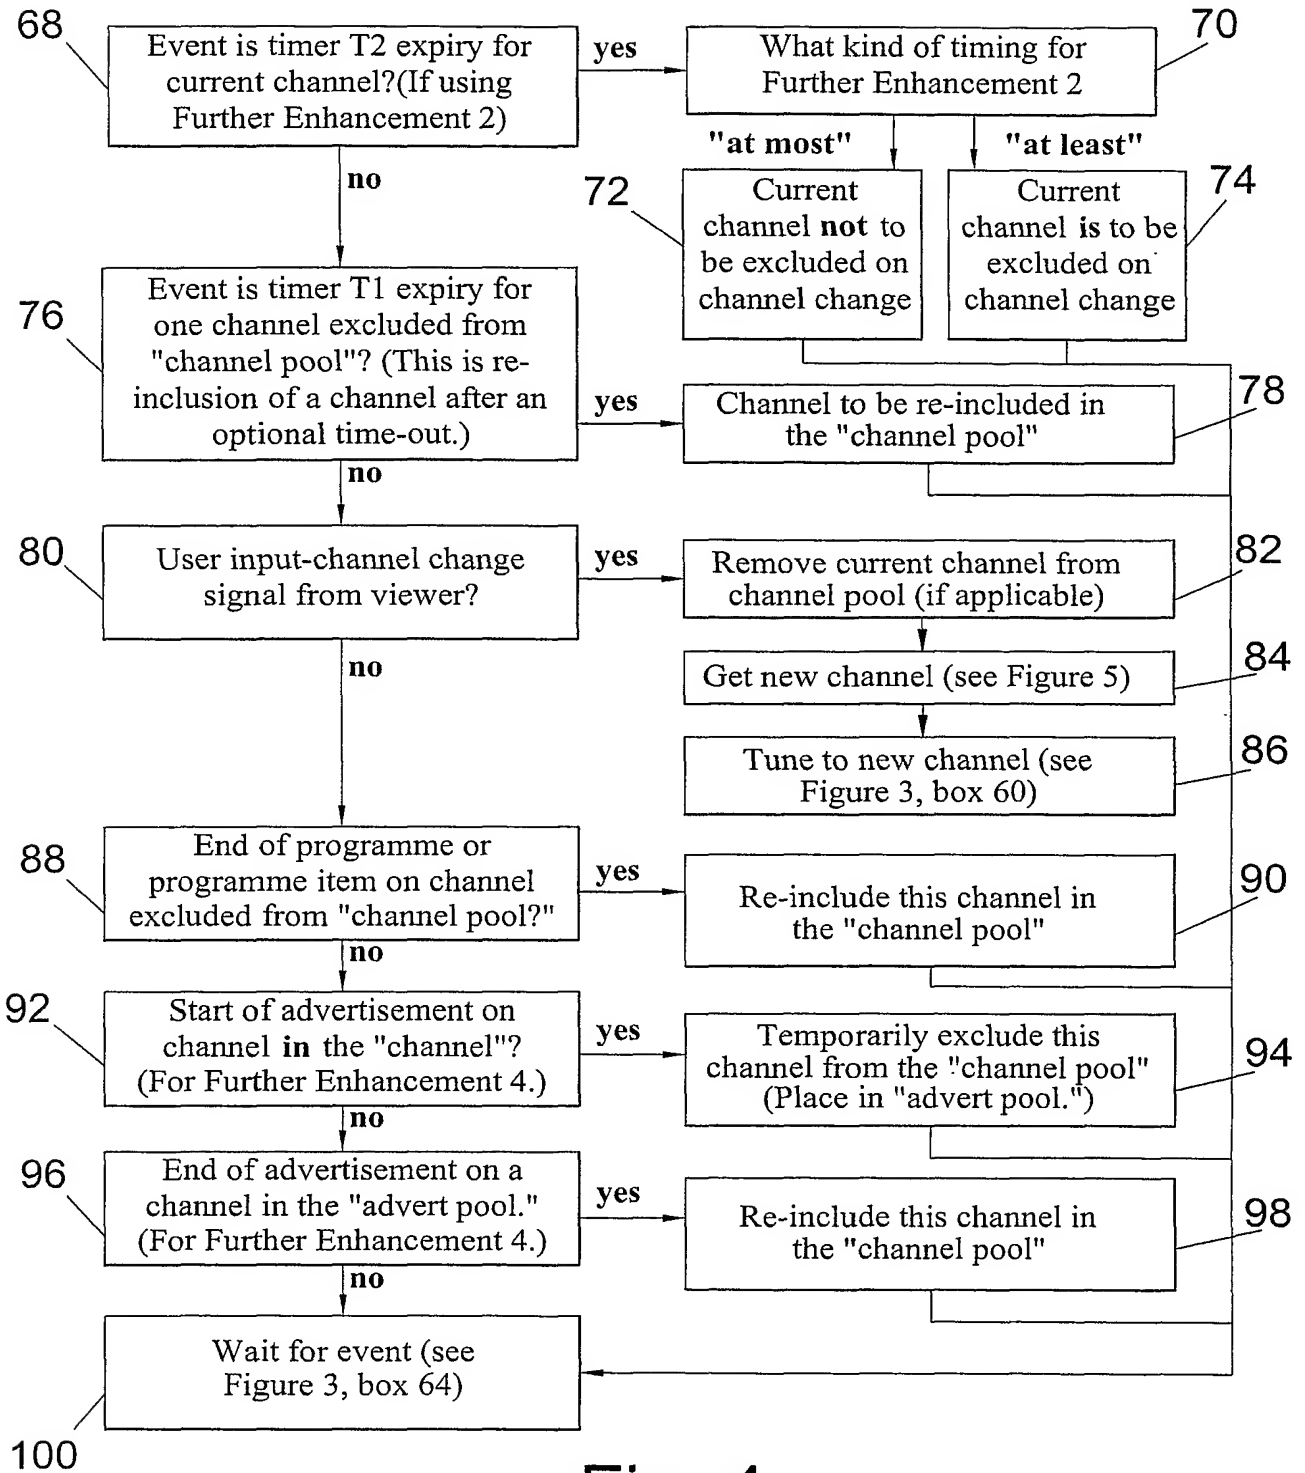 68
Event is timer T2 expiry for
current channel?(If using
Further Enhancement 2)
yes
What kind of timing for
Further Enhancement 2
70
"at most"
"at least"
no
72
Current
channel not to
be excluded on
channel change
Current
channel is to be
excluded on
channel change
74
76
Event is timer T1 expiry for
one channel excluded from
"channel pool"? (This is re-
inclusion of a channel after an
optional time-out.)
yes
Channel to be re-included in
the "channel pool"
78
no
80
User input-channel change
signal from viewer?
yes
Remove current channel from
channel pool (if applicable)
82
no
Get new channel (see Figure 5)
84
Tune to new channel (see
Figure 3, box 60)
86
88
End of programme or
programme item on channel
excluded from "channel pool?"
yes
Re-include this channel in
the "channel pool"
90
no
92
Start of advertisement on
channel in the "channel"?
(For Further Enhancement 4.)
yes
Temporarily exclude this
channel from the "channel pool"
(Place in "advert pool.")
94
no
96
End of advertisement on a
channel in the "advert pool."
(For Further Enhancement 4.)
yes
Re-include this channel in
the "channel pool"
98
no
Wait for event (see
Figure 3, box 64)
100